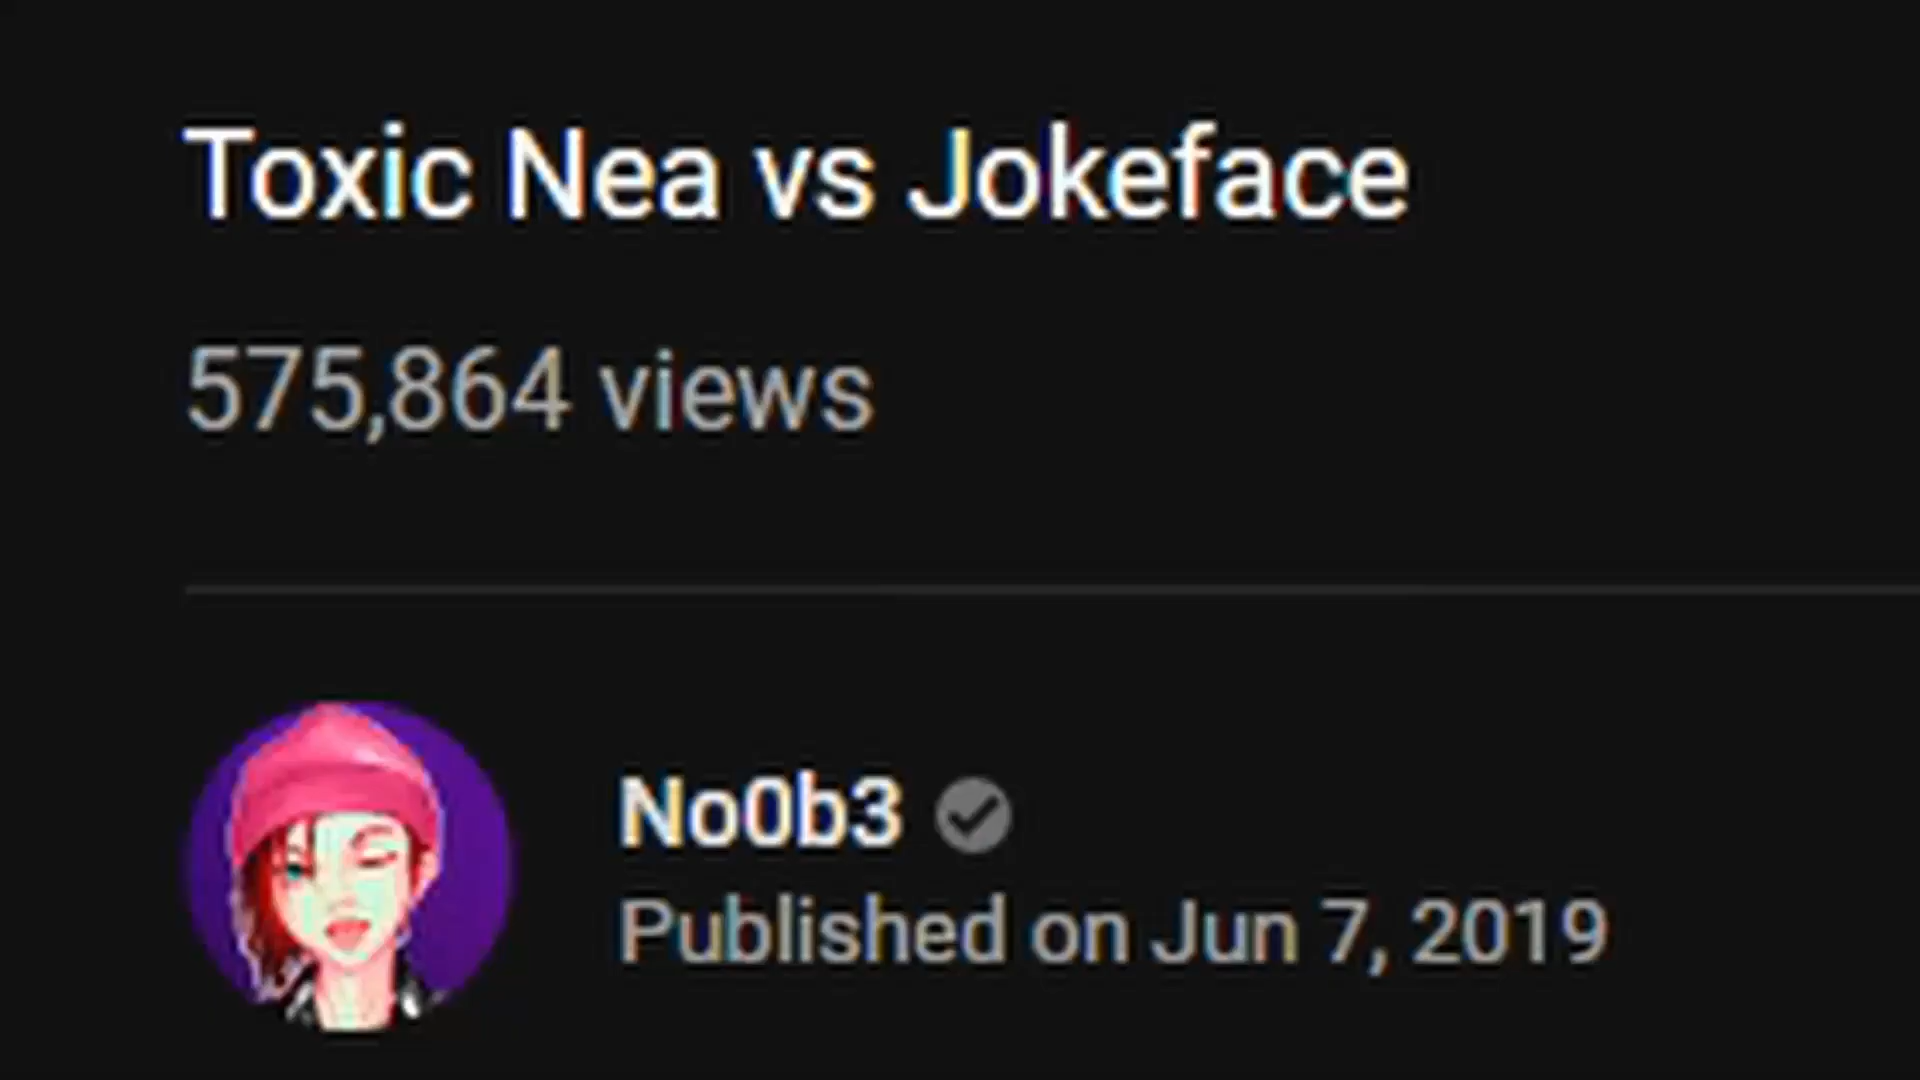 Toxic Nea vs Jokeface
575,864 views
No0b3
Published on Jun 7, 2019